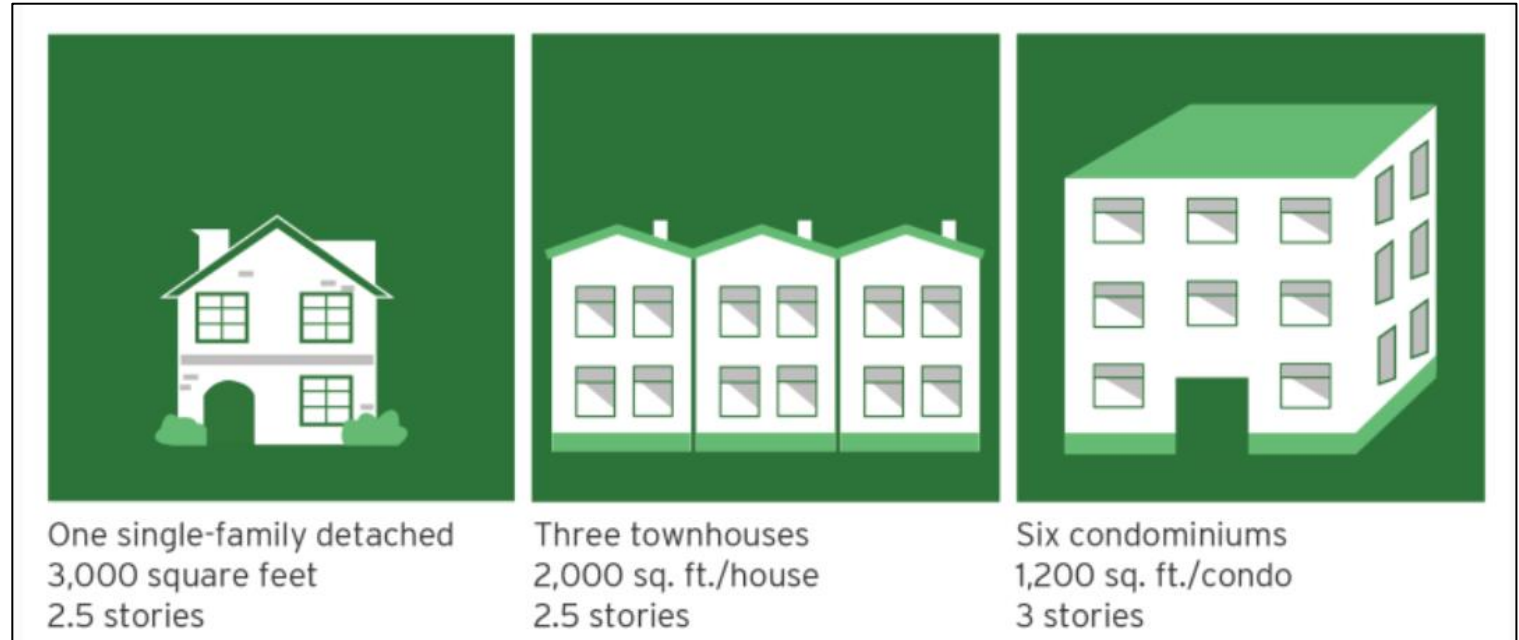 One single-family detached
3,000 square feet
2.5 stories
Three townhouses
2,000 sq. ft./house
2.5 stories
Six condominiums
1,200 sq. ft./condo
3 stories